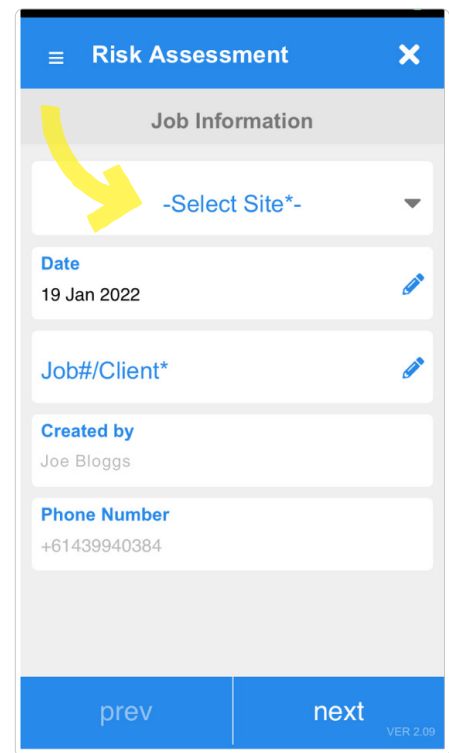 Risk Assessment
Job Information
-Select Site*-
Date
19 Jan 2022
Job#/Client*
Created by
Joe Bloggs
Phone Number
+61439940384
prev
next
VER 2.09